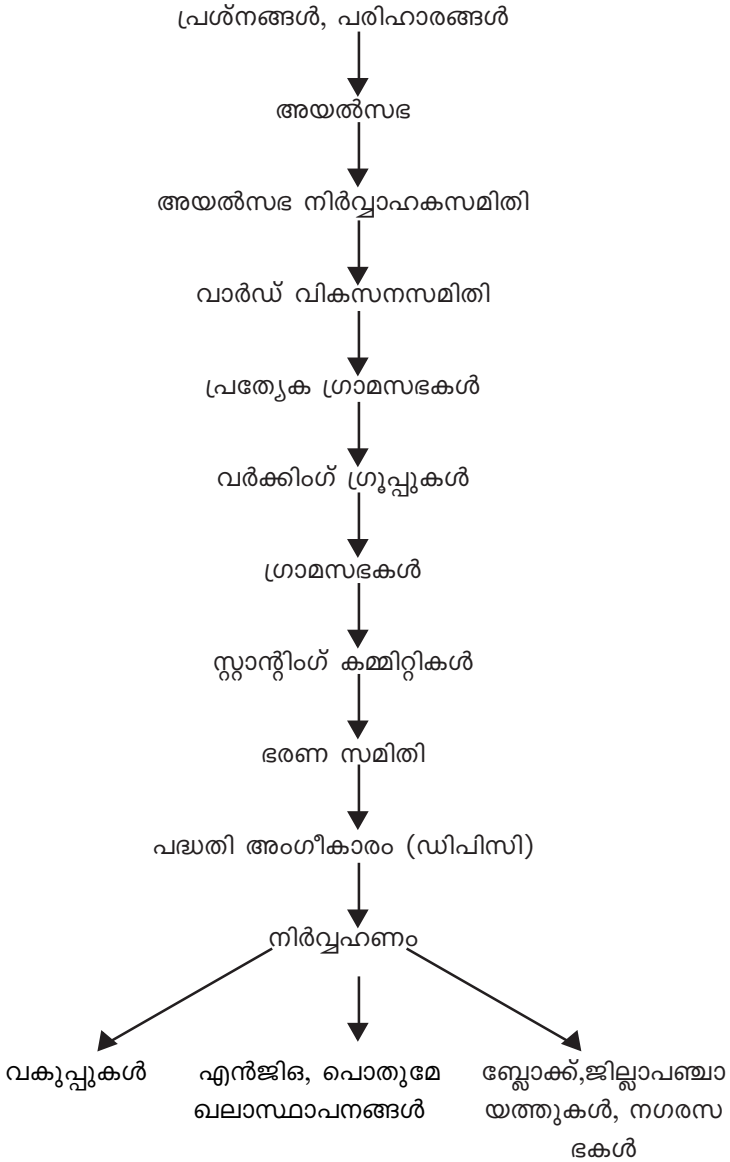 പ്രശ്നങ്ങൾ, പരിഹാരങ്ങൾ
അയൽസഭ
അയൽസഭ നിർവ്വാഹകസമിതി
വാർഡ് വികസനസമിതി
പ്രത്യേക ഗ്രാമസഭകൾ
വർക്കിംഗ് ഗ്രൂപ്പുകൾ
ഗ്രാമസഭകൾ
സ്റ്റാന്റിംഗ് കമ്മിറ്റികൾ
ഭരണ സമിതി
പദ്ധതി അംഗീകാരം (ഡിപിസി)
നിർവ്വഹണം
വകുപ്പുകൾ
എൻജിഒ, പൊതുമേ
ഖലാസ്ഥാപനങ്ങൾ
ബ്ലോക്ക്,ജില്ലാപഞ്ചാ
യത്തുകൾ, നഗരസ
ഭകൾ